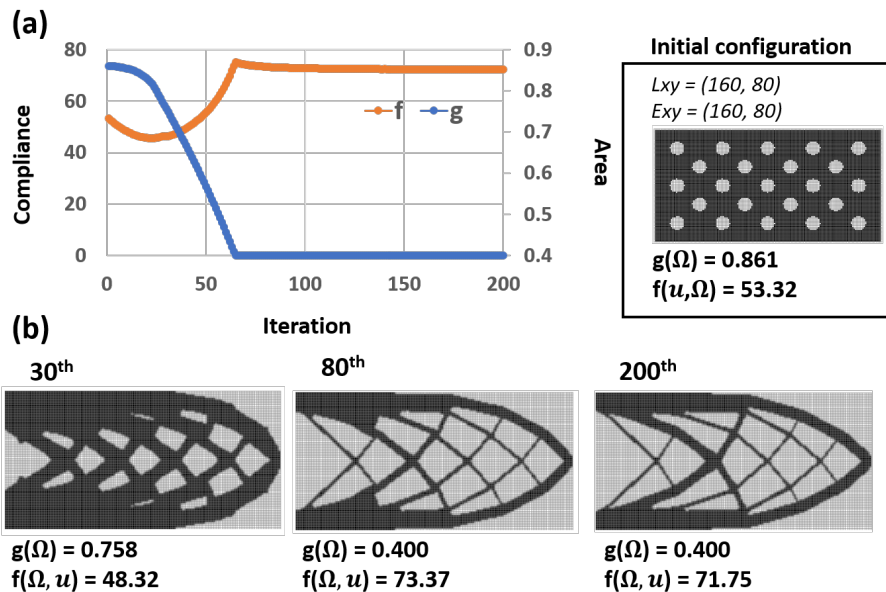 (a)
80
60
40
20
0
Compliance
0.9
0.8
0.7
0.6
0.5
0.4
Area
f g
0 50 100 150 200
Iteration
Initial configuration
Lxy = (160, 80)
Exy = (160, 80)
g(Ω) = 0.861
f(u,Ω) = 53.32
(b)
30th
80th
200th
g(Ω) = 0.758
f(Ω, u) = 48.32
g(Ω) = 0.400
f(Ω, u) = 73.37
g(Ω) = 0.400
f(Ω, u) = 71.75